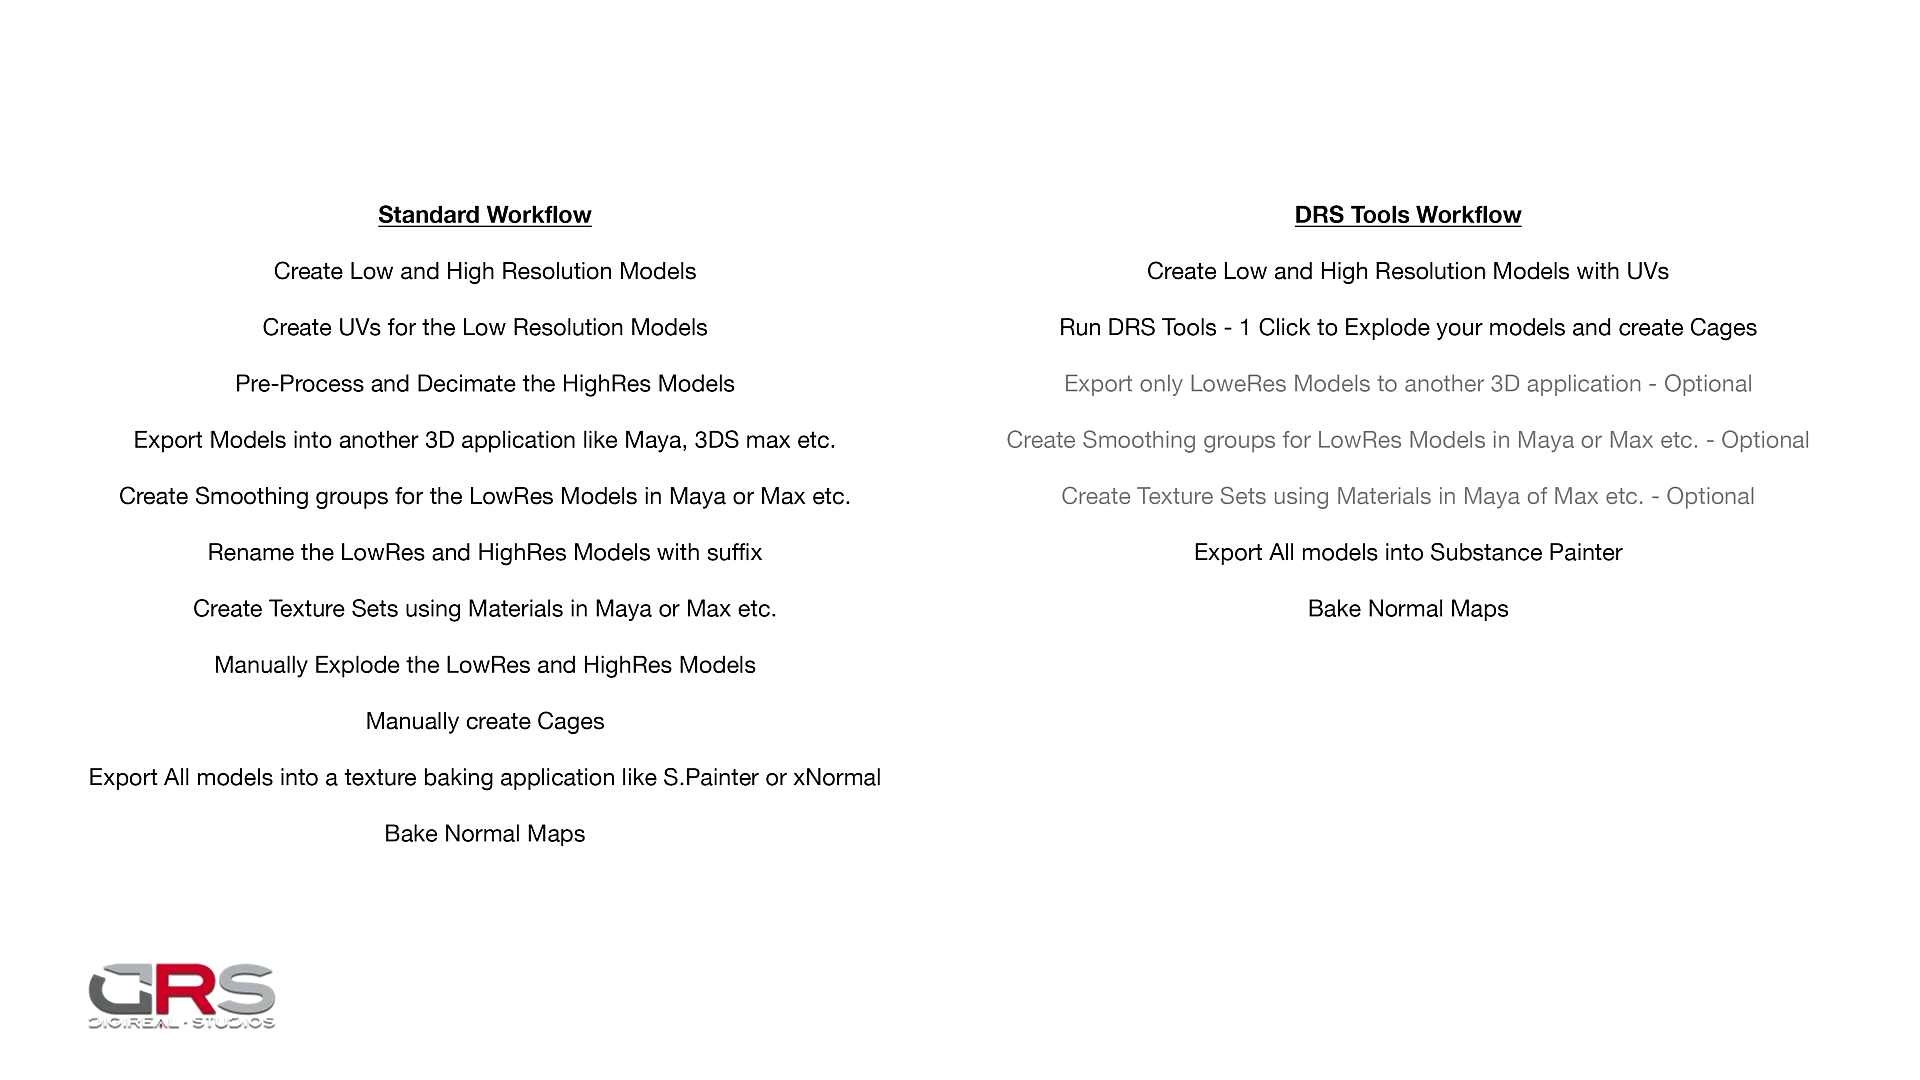 Standard Workflow
Create Low and High Resolution Models
Create UVs for the Low Resolution Models
Pre-Process and Decimate the HighRes Models
Export Models into another 3D application like Maya, 3DS max etc.
Create Smoothing groups for the LowRes Models in Maya or Max etc.
Rename the LowRes and HighRes Models with suffix
Create Texture Sets using Materials in Maya or Max etc.
Manually Explode the LowRes and HighRes Models
Manually create Cages
Export All models into a texture baking application like S.Painter or xNormal
Bake Normal Maps
DRS Tools Workflow
Create Low and High Resolution Models with UVs
Run DRS Tools - 1 Click to Explode your models and create Cages
Export only LoweRes Models to another 3D application - Optional
Create Smoothing groups for LowRes Models in Maya or Max etc. - Optional
Create Texture Sets using Materials in Maya of Max etc. - Optional
Export All models into Substance Painter
Bake Normal Maps
DRS
DIGIREAL · STUDIOS